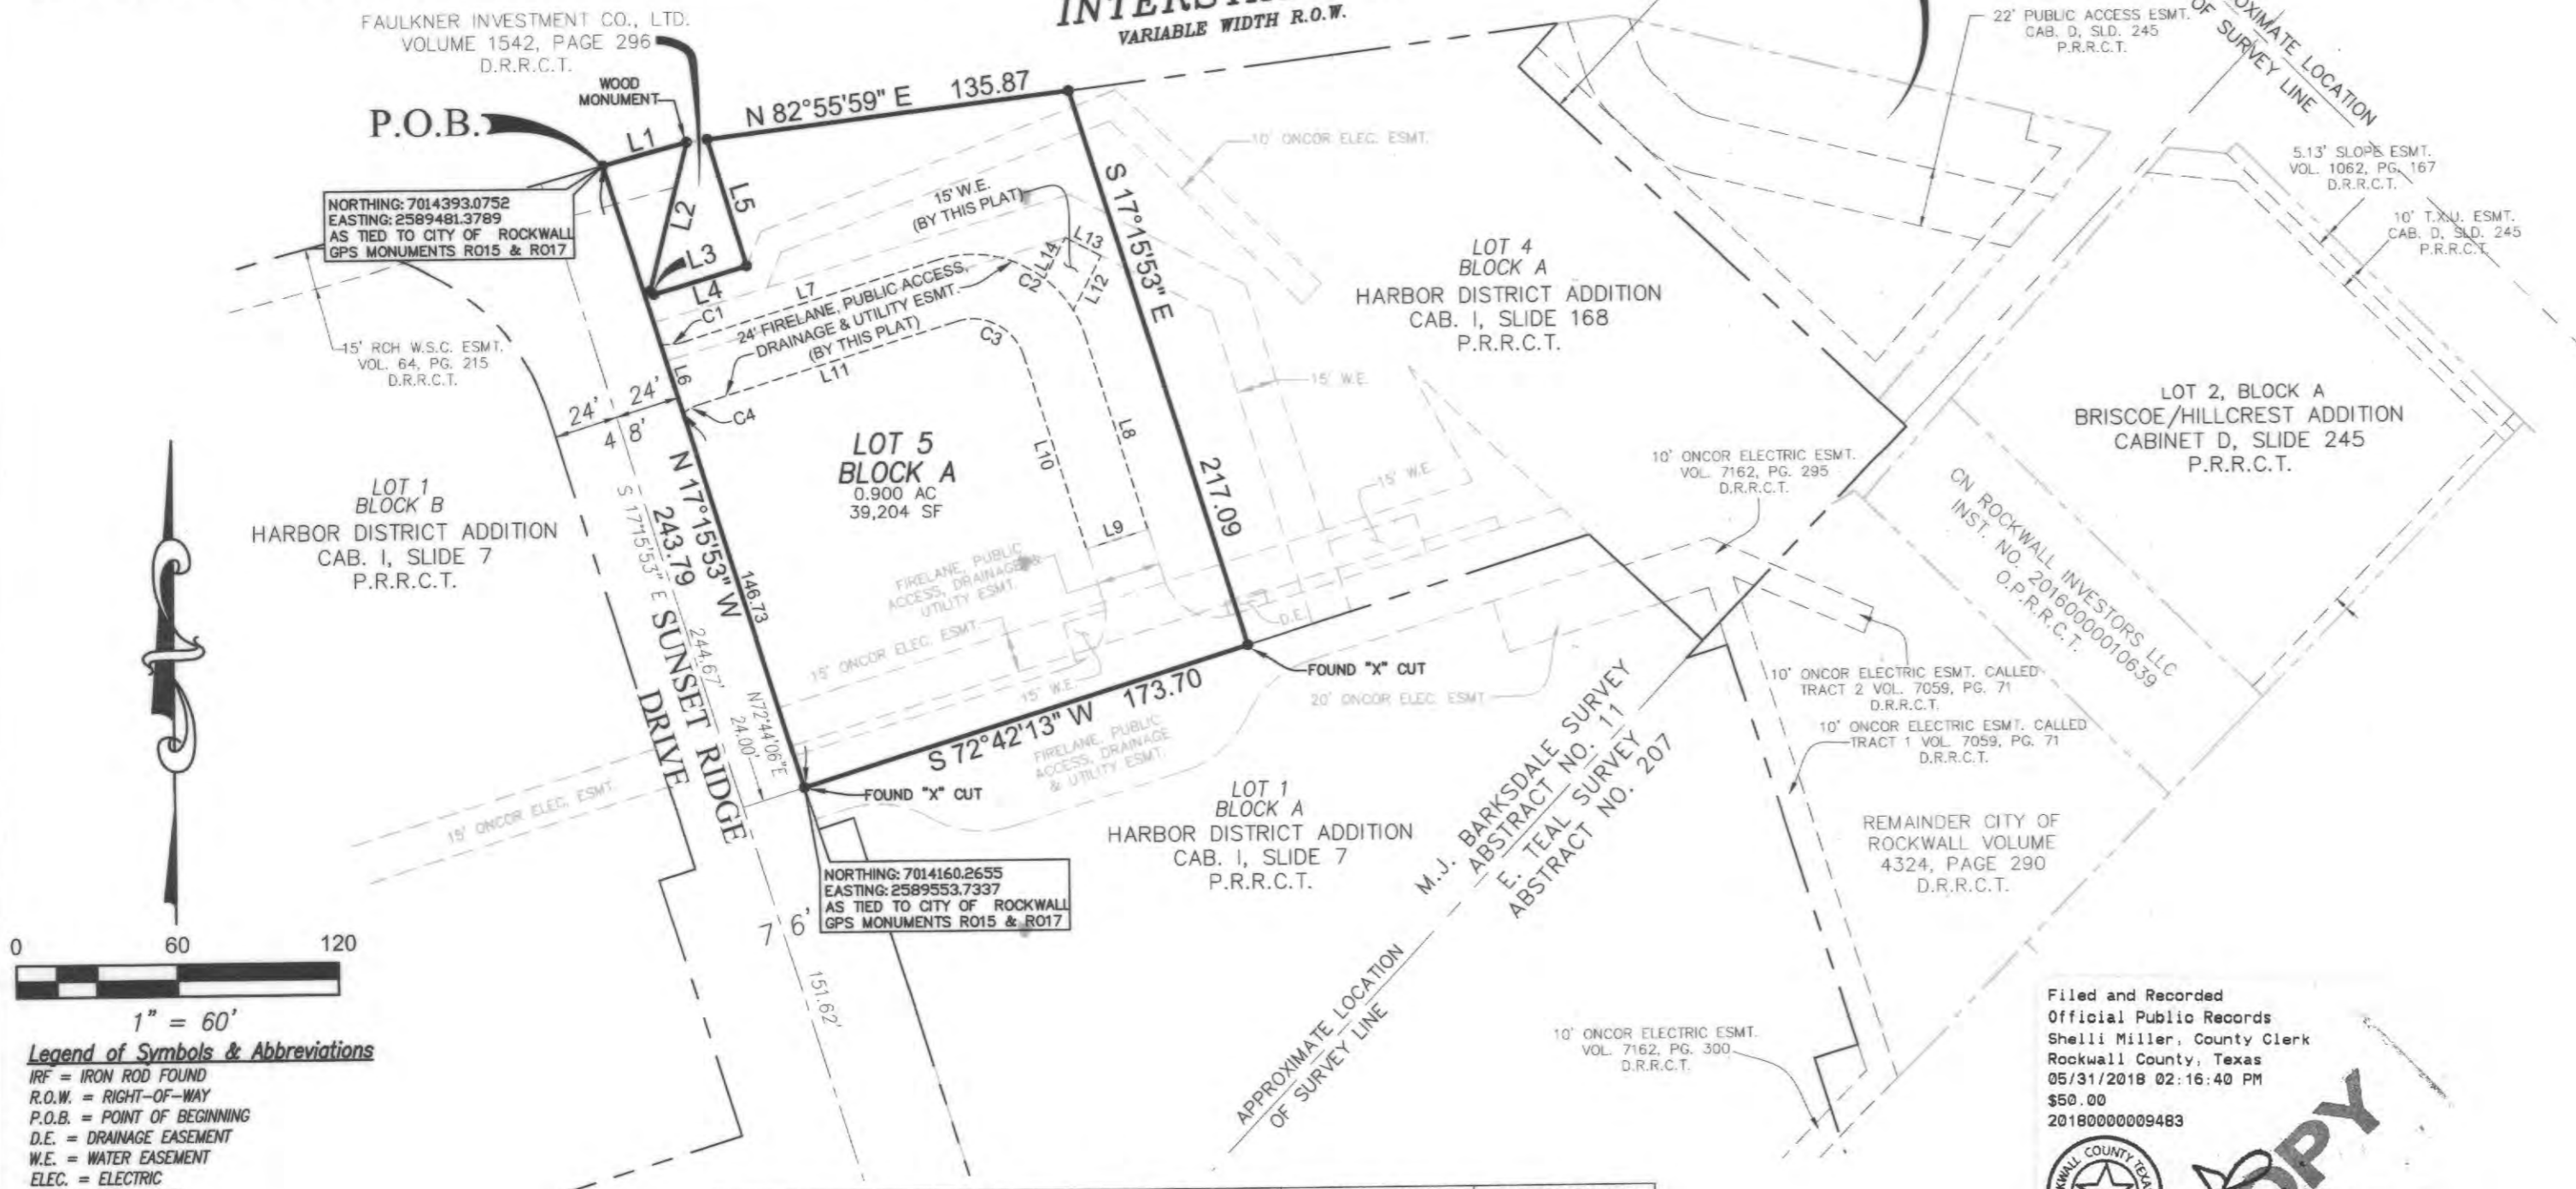 FAULKNER INVESTMENT CO., LTD.
VOLUME 1542, PAGE 296
D.R.R.C.T.
VARIABLE WIDTH R.O.W.
22' PUBLIC ACCESS ESMT.
CAB. D, SLD. 245
P.R.R.C.T.
OF SURVEY LINE
LOCATION
WOOD
MONUMENT
P.O.B.
L1
N 82°55'59" E 135.87
10' ONCOR ELEC. ESMT.
5.13' SLOPE ESMT.
VOL. 1062, PG. 167
D.R.R.C.T.
10' T.X.U. ESMT.
CAB. D, SLD. 245
P.R.R.C.T.
NORTHING: 7014393.0752
EASTING: 2589481.3789
AS TIED TO CITY OF ROCKWALL
GPS MONUMENTS RO15 & RO17
L2
L5
L3
L4
15' W.E.
(BY THIS PLAT)
S 17°15'53" E
217.09
L13
L14
L12
C2
L7
C1
24' FIRELANE, PUBLIC ACCESS,
DRAINAGE & UTILITY ESMT.
(BY THIS PLAT)
C3
L11
L6
C4
L8
L10
L9
LOT 4
BLOCK A
HARBOR DISTRICT ADDITION
CAB. I, SLIDE 168
P.R.R.C.T.
15' W.E.
15' W.E.
15' RCH W.S.C. ESMT.
VOL. 64, PG. 215
D.R.R.C.T.
24'
24'
4 8'
LOT 5
BLOCK A
0.900 AC
39,204 SF
LOT 2, BLOCK A
BRISCOE/HILLCREST ADDITION
CABINET D, SLIDE 245
P.R.R.C.T.
LOT 1
BLOCK B
HARBOR DISTRICT ADDITION
CAB. I, SLIDE 7
P.R.R.C.T.
N 17°15'53" W
243.79
146.73
S 17°15'53" E
244.67'
SUNSET RIDGE
DRIVE
N72°44'06"E
24.00'
10' ONCOR ELECTRIC ESMT.
VOL. 7162, PG. 295
D.R.R.C.T.
CN ROCKWALL INVESTORS LLC
INST. NO. 20160000010639
O.P.R.R.C.T.
FIRELANE, PUBLIC
ACCESS, DRAINAGE &
UTILITY ESMT.
15' ONCOR ELEC. ESMT.
15' W.E.
D.E.
FOUND "X" CUT
20' ONCOR ELEC. ESMT.
S 72°42'13" W 173.70
FIRELANE, PUBLIC
ACCESS, DRAINAGE
& UTILITY ESMT.
FOUND "X" CUT
10' ONCOR ELECTRIC ESMT. CALLED
TRACT 2 VOL. 7059, PG. 71
D.R.R.C.T.
10' ONCOR ELECTRIC ESMT. CALLED
TRACT 1 VOL. 7059, PG. 71
D.R.R.C.T.
M.J. BARKSDALE SURVEY
ABSTRACT NO. 11
E. TEAL SURVEY
ABSTRACT NO. 207
LOT 1
BLOCK A
HARBOR DISTRICT ADDITION
CAB. I, SLIDE 7
P.R.R.C.T.
15' ONCOR ELEC. ESMT.
REMAINDER CITY OF
ROCKWALL VOLUME
4324, PAGE 290
D.R.R.C.T.
NORTHING: 7014160.2655
EASTING: 2589553.7337
AS TIED TO CITY OF ROCKWALL
GPS MONUMENTS RO15 & RO17
7 6'
151.62'
APPROXIMATE LOCATION
OF SURVEY LINE
10' ONCOR ELECTRIC ESMT.
VOL. 7162, PG. 300
D.R.R.C.T.
0 60 120
1" = 60'
Legend of Symbols & Abbreviations
IRF = IRON ROD FOUND
R.O.W. = RIGHT-OF-WAY
P.O.B. = POINT OF BEGINNING
D.E. = DRAINAGE EASEMENT
W.E. = WATER EASEMENT
ELEC. = ELECTRIC
Filed and Recorded
Official Public Records
Shelli Miller, County Clerk
Rockwall County, Texas
05/31/2018 02:16:40 PM
$50.00
20180000009483
COUNTY TEXAS